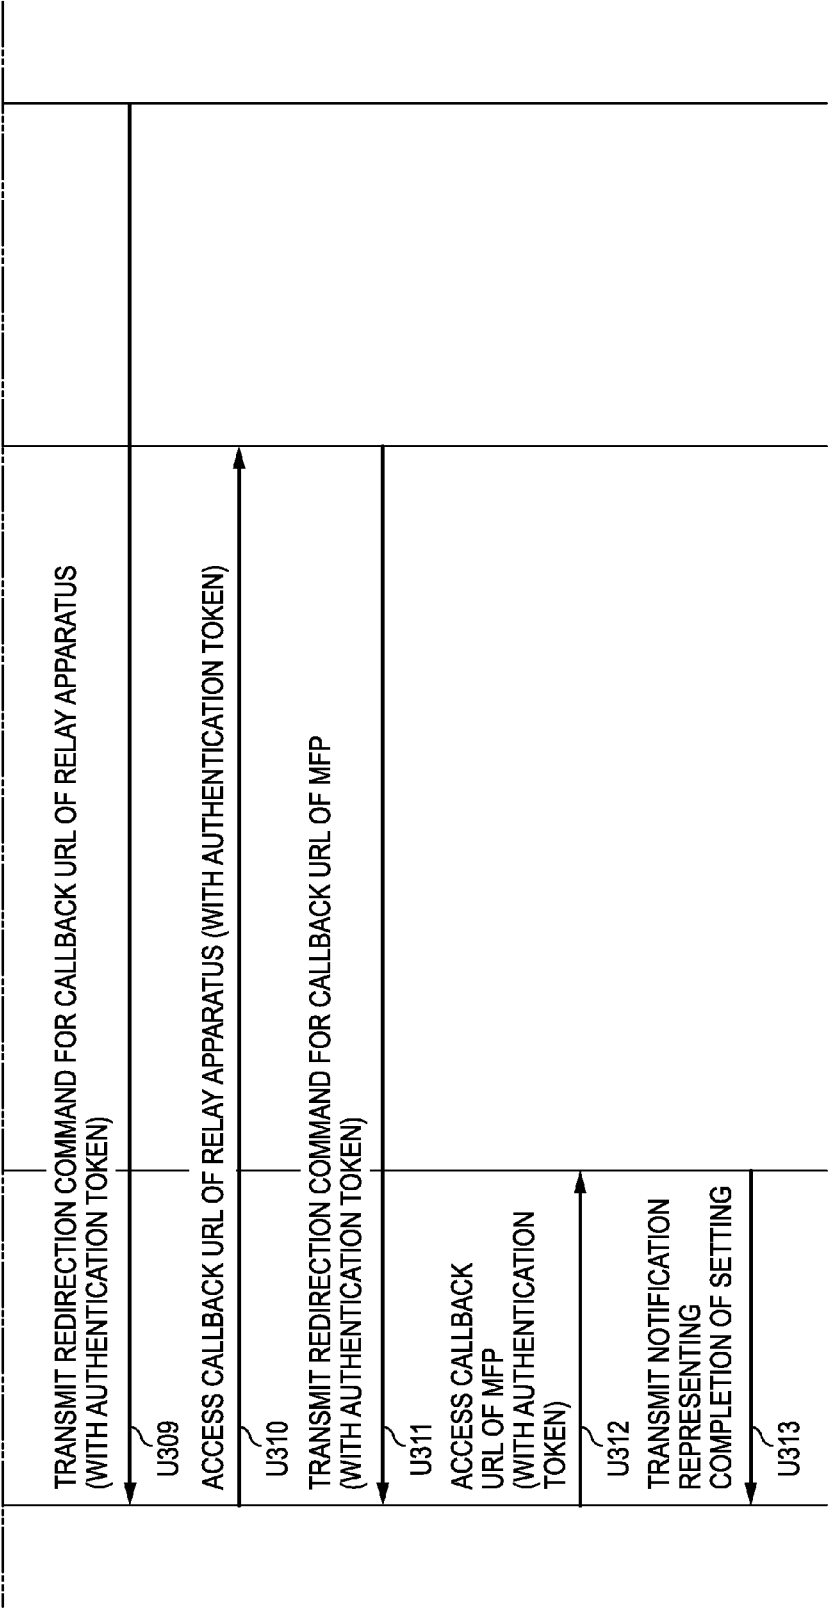 TRANSMIT REDIRECTION COMMAND FOR CALLBACK URL OF RELAY APPARATUS
(WITH AUTHENTICATION TOKEN)
U309
ACCESS CALLBACK URL OF RELAY APPARATUS (WITH AUTHENTICATION TOKEN)
U310
TRANSMIT REDIRECTION COMMAND FOR CALLBACK URL OF MFP
(WITH AUTHENTICATION TOKEN)
U311
ACCESS CALLBACK
URL OF MFP
(WITH AUTHENTICATION
TOKEN)
U312
TRANSMIT NOTIFICATION
REPRESENTING
COMPLETION OF SETTING
U313